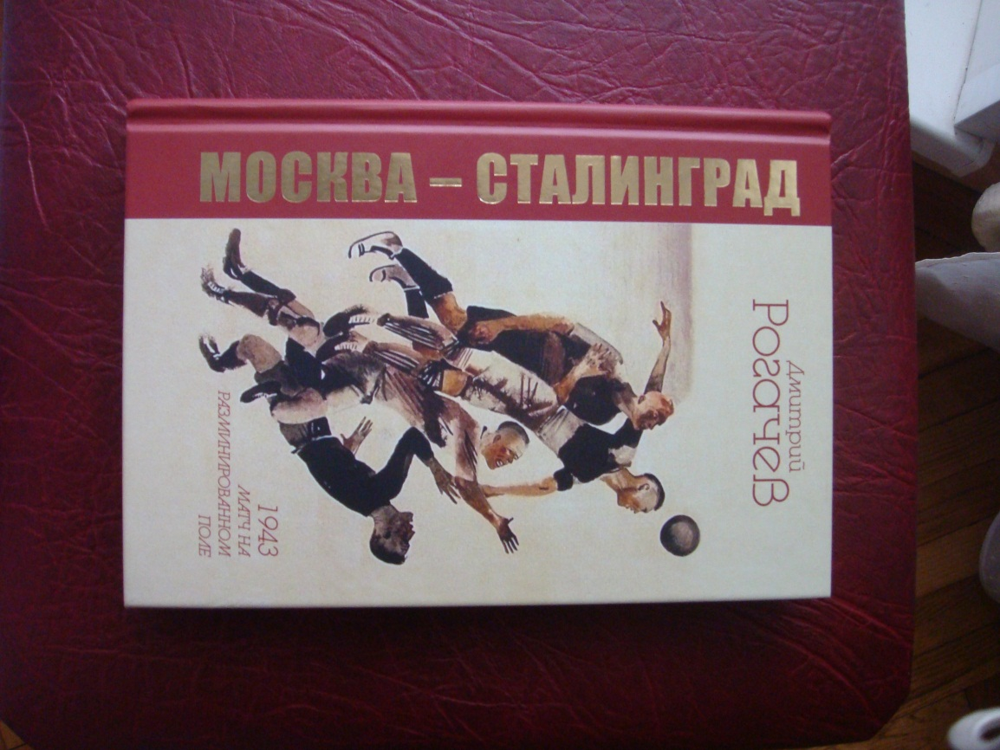 МОСКВА – СТАЛИНГРАД
Дмитрий
Рогачев
1943
МАТЧ НА
РАЗМИНИРОВАННОМ
ПОЛЕ